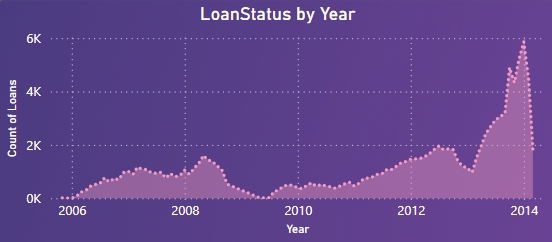 LoanStatus by Year
6K
4K
2K
0K
Count of Loans
2006 2008 2010 2012 2014
Year